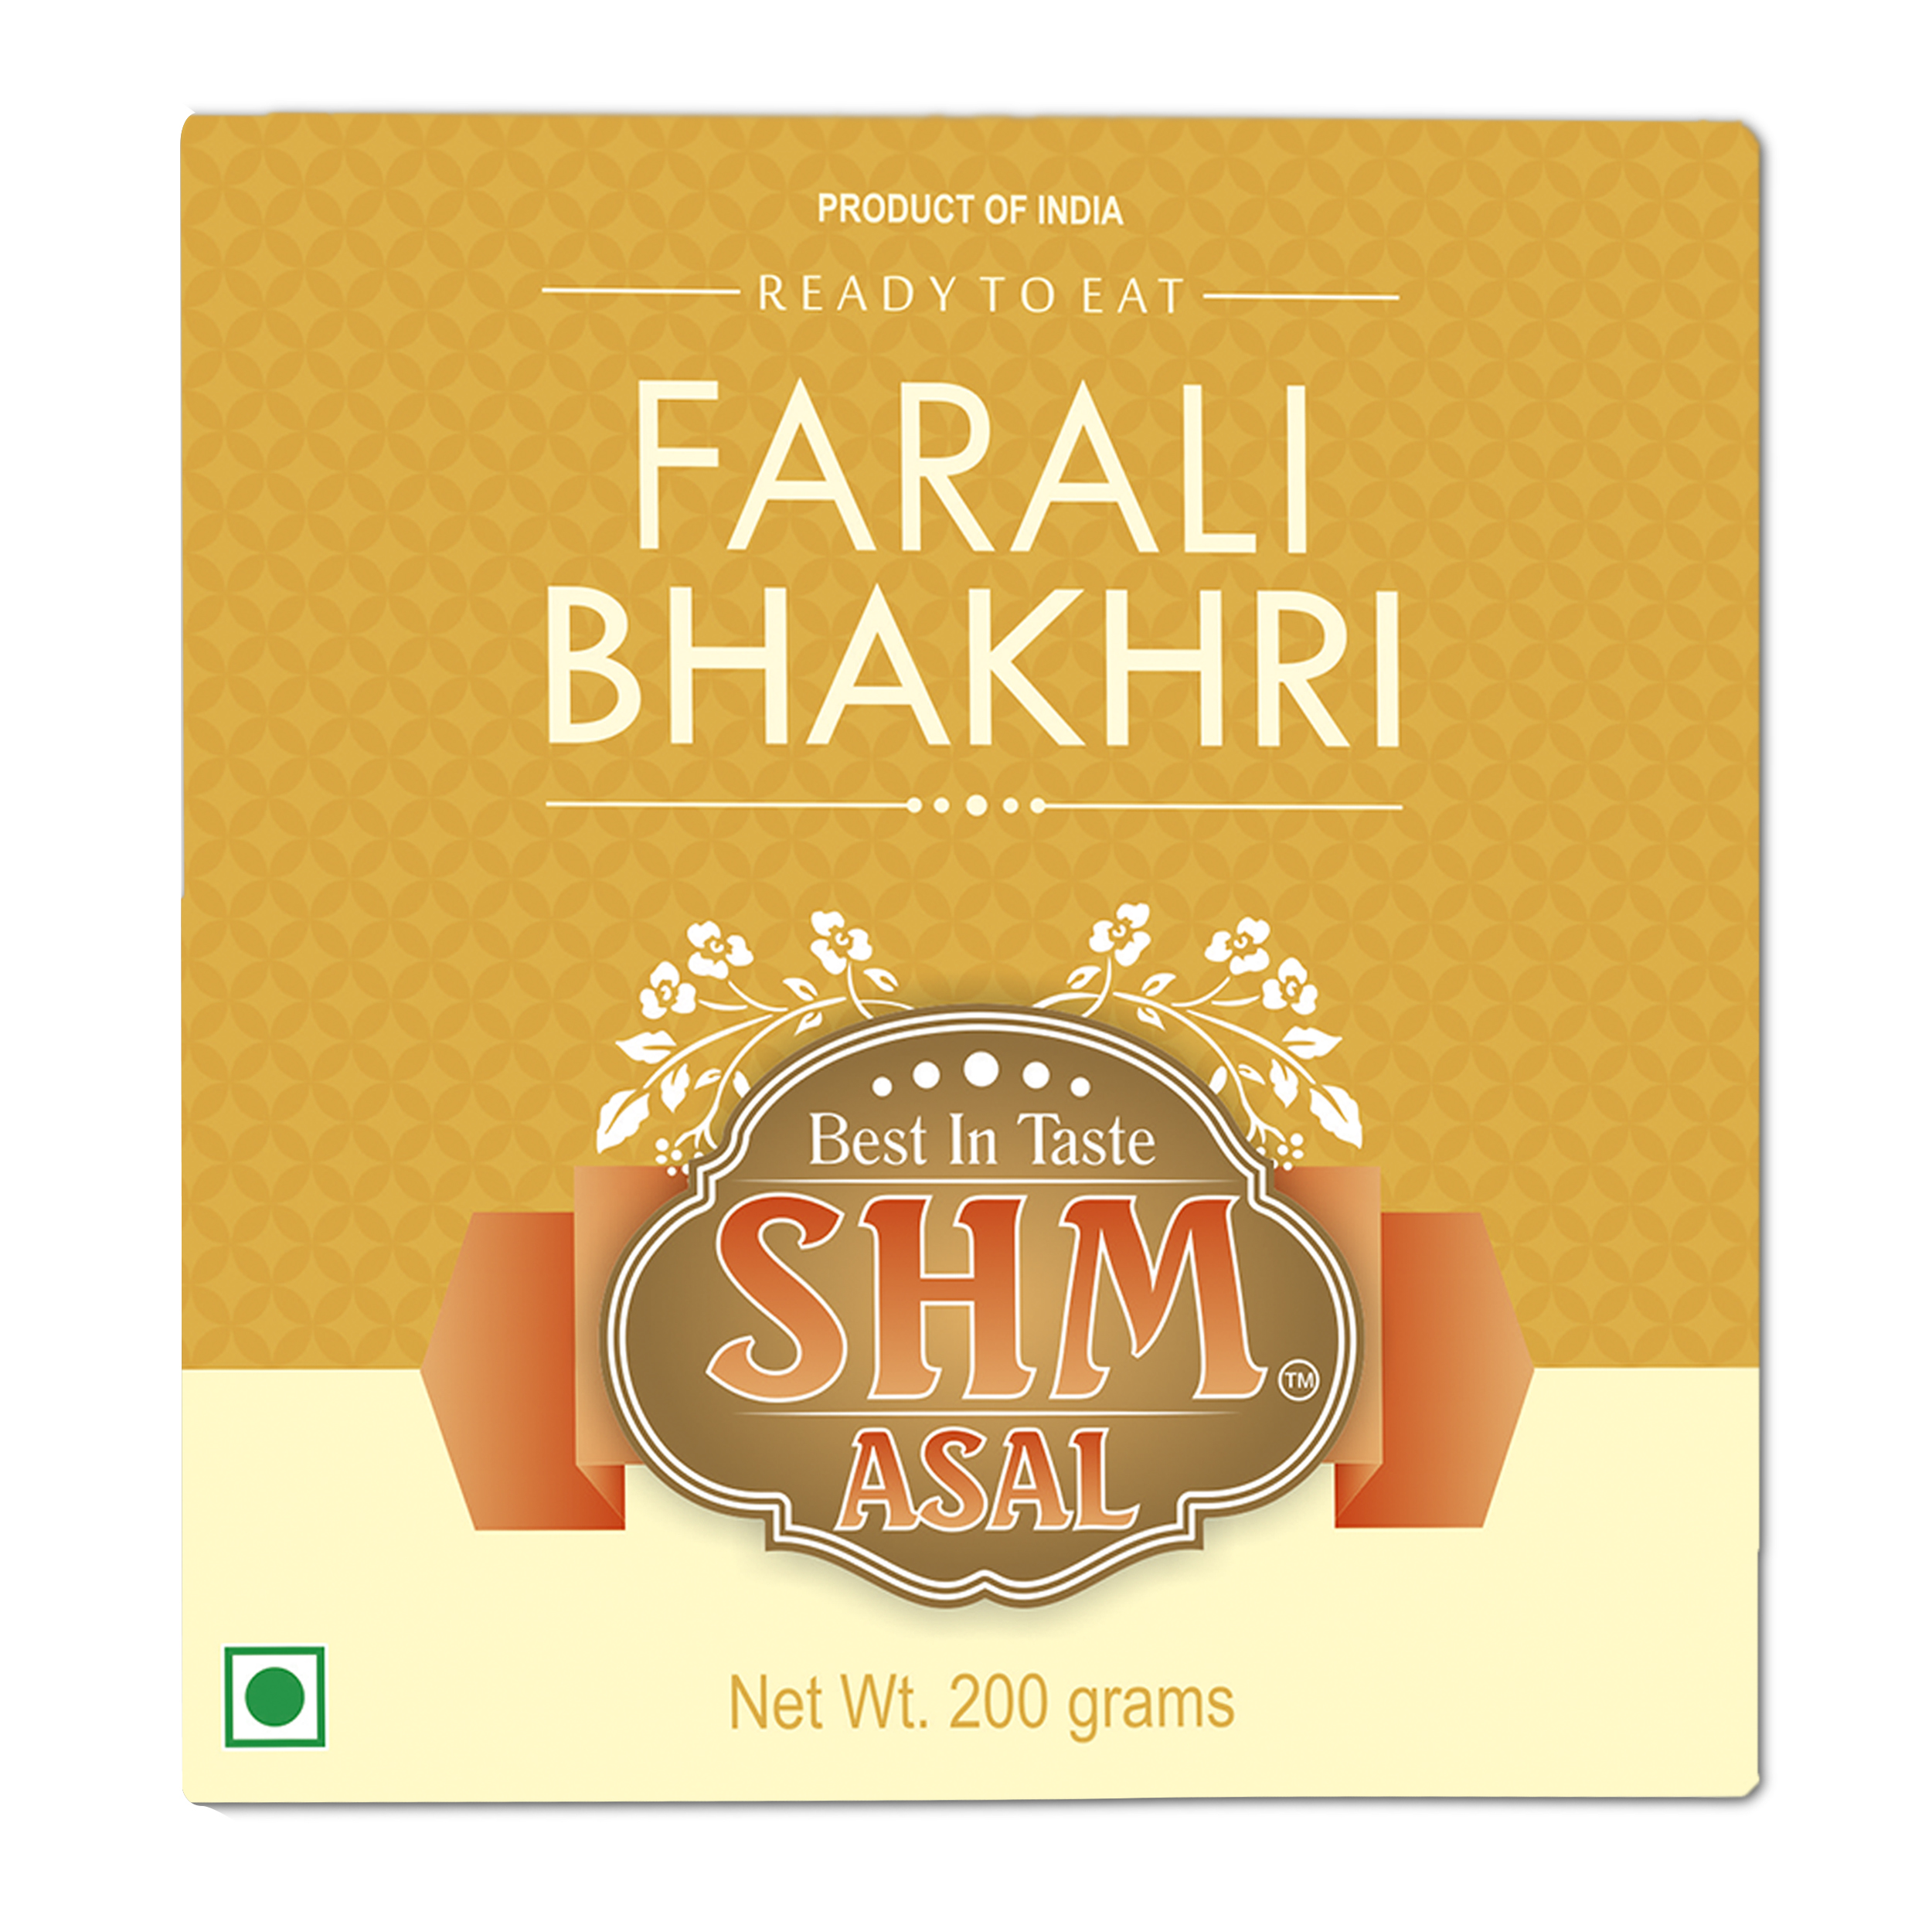 PRODUCT OF INDIA
READY TO EAT
FARALI
BHAKHRI
Best In Taste
SHM TM
ASAL
Net Wt. 200 grams